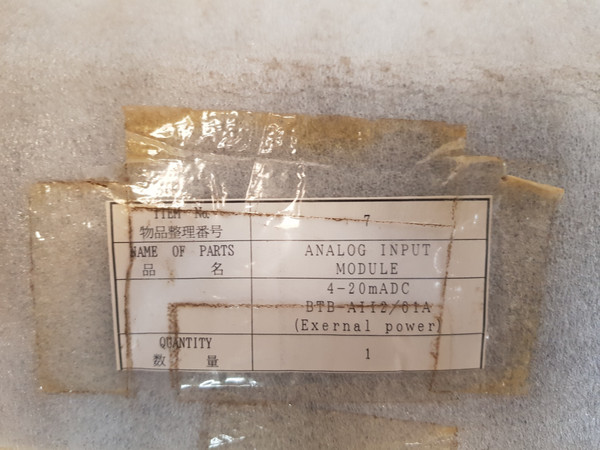 ITEM No. 7
物品整理番号
NAME OF PARTS ANALOG INPUT
品 名 MODULE
4-20mADC
BTB-AII2/01A
(Exernal power)
QUANTITY 1
数 量